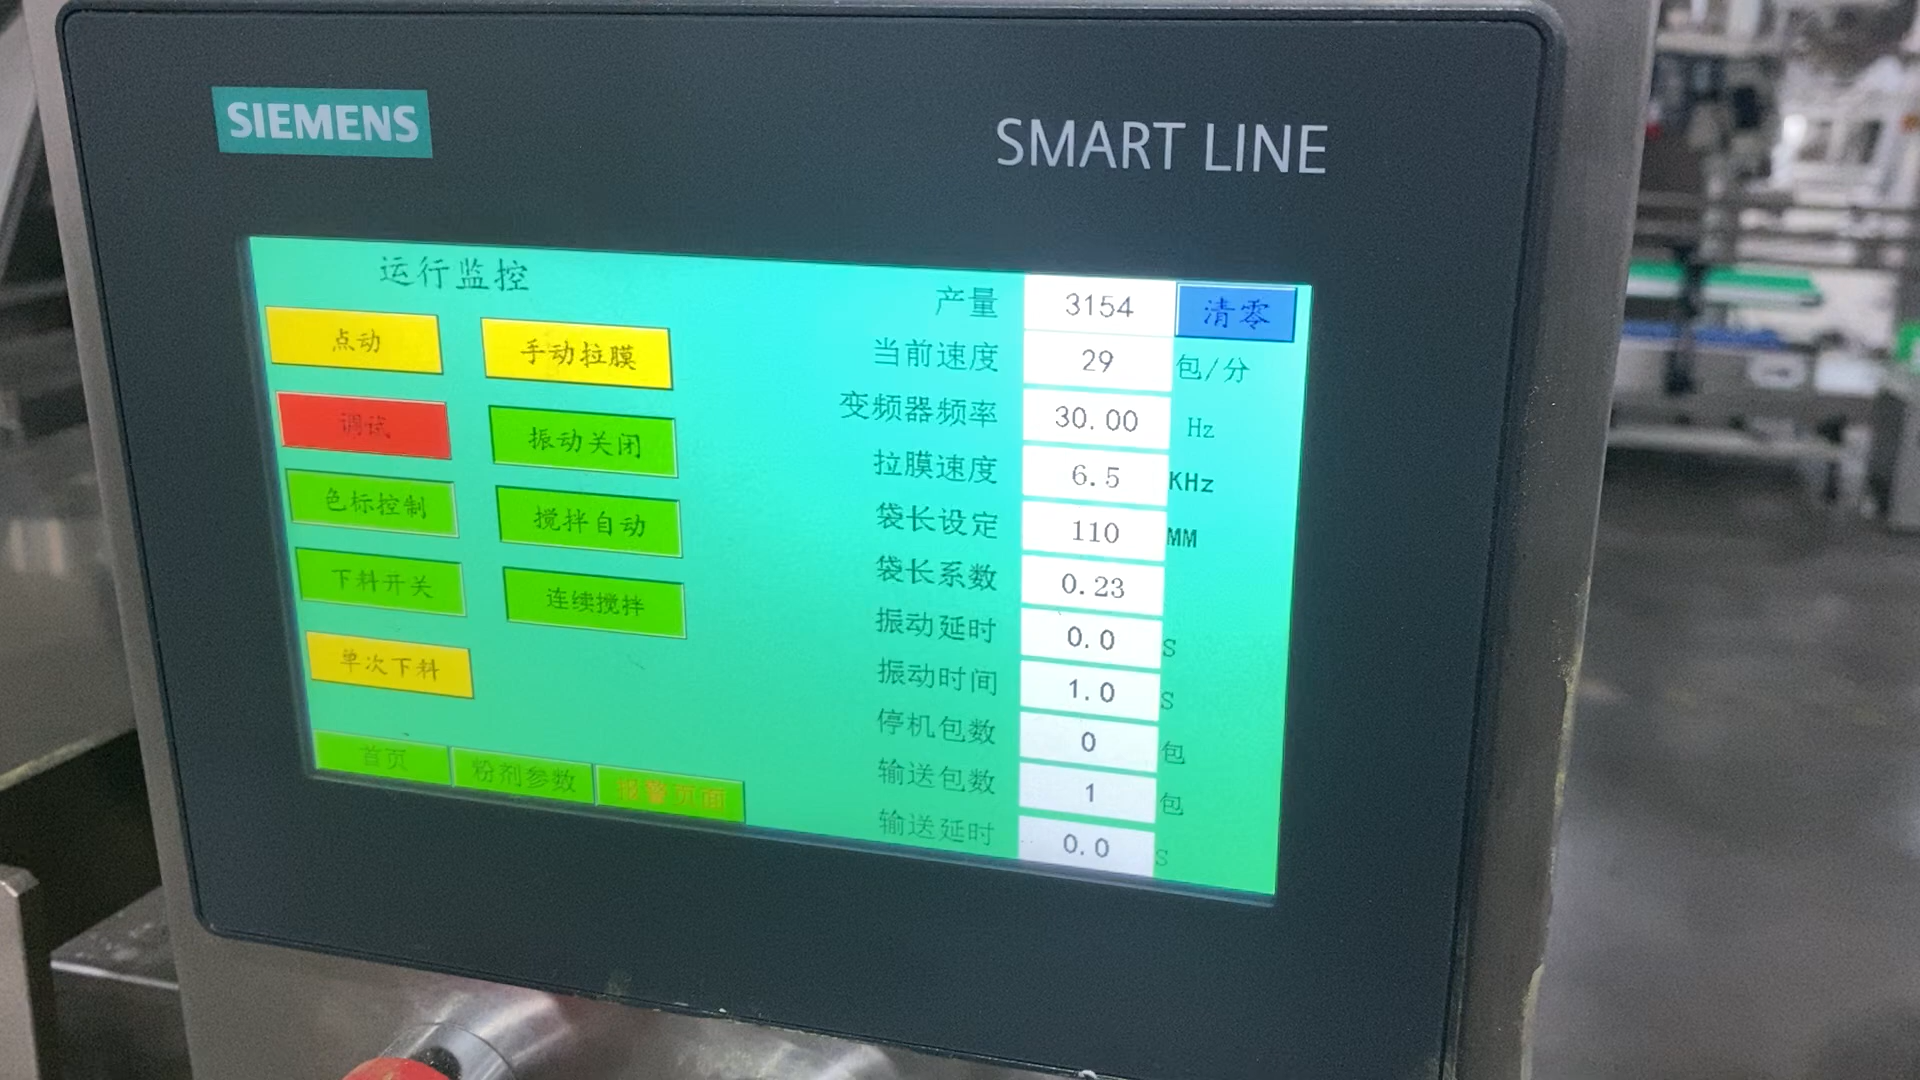 SIEMENS
SMART LINE
运行监控
点动
手动拉膜
调试
振动关闭
色标控制
搅拌自动
下料开关
连续搅拌
单次下料
首页
粉剂参数
报警页面
产量 3154 清零
当前速度 29 包/分
变频器频率 30.00 Hz
拉膜速度 6.5 KHz
袋长设定 110 MM
袋长系数 0.23
振动延时 0.0 S
振动时间 1.0 S
停机包数 0 包
输送包数 1 包
输送延时 0.0 S